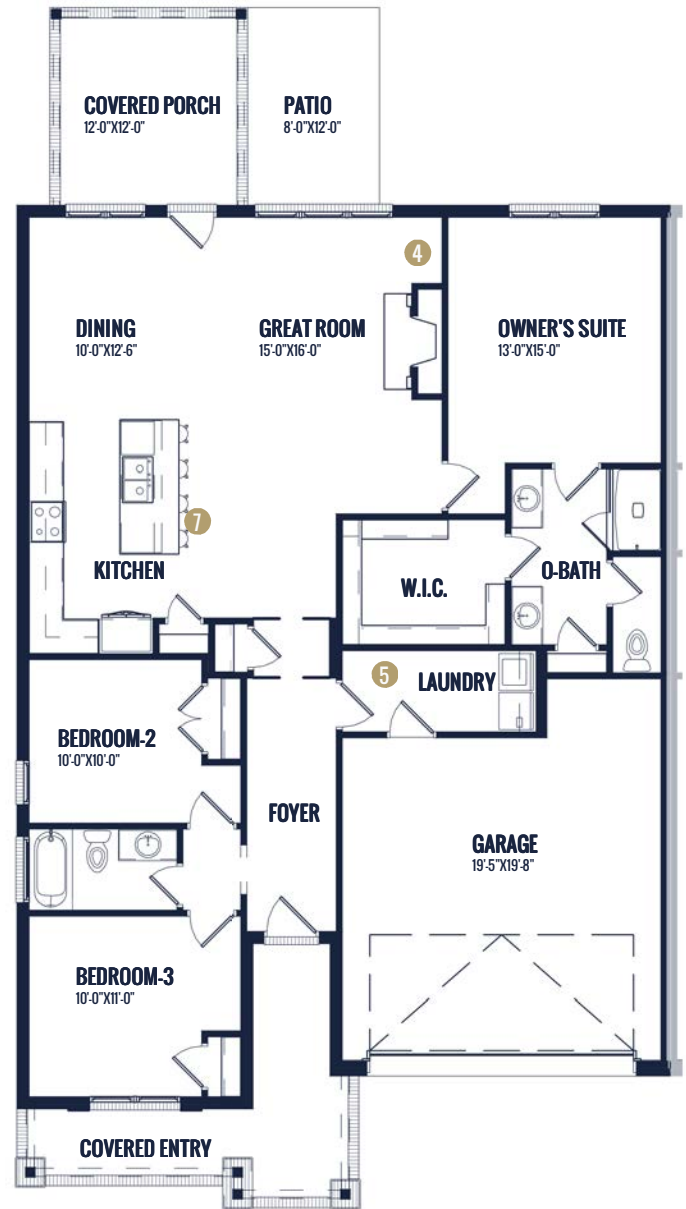 COVERED PORCH
12'-0"X12'-0"
PATIO
8'-0"X12'-0"
4
DINING
10'-0"X12'-6"
GREAT ROOM
15'-0"X16'-0"
OWNER'S SUITE
13'-0"X15'-0"
7
KITCHEN
W.I.C.
O-BATH
5
LAUNDRY
BEDROOM-2
10'-0"X10'-0"
FOYER
GARAGE
19'-5"X19'-8"
BEDROOM-3
10'-0"X11'-0"
COVERED ENTRY